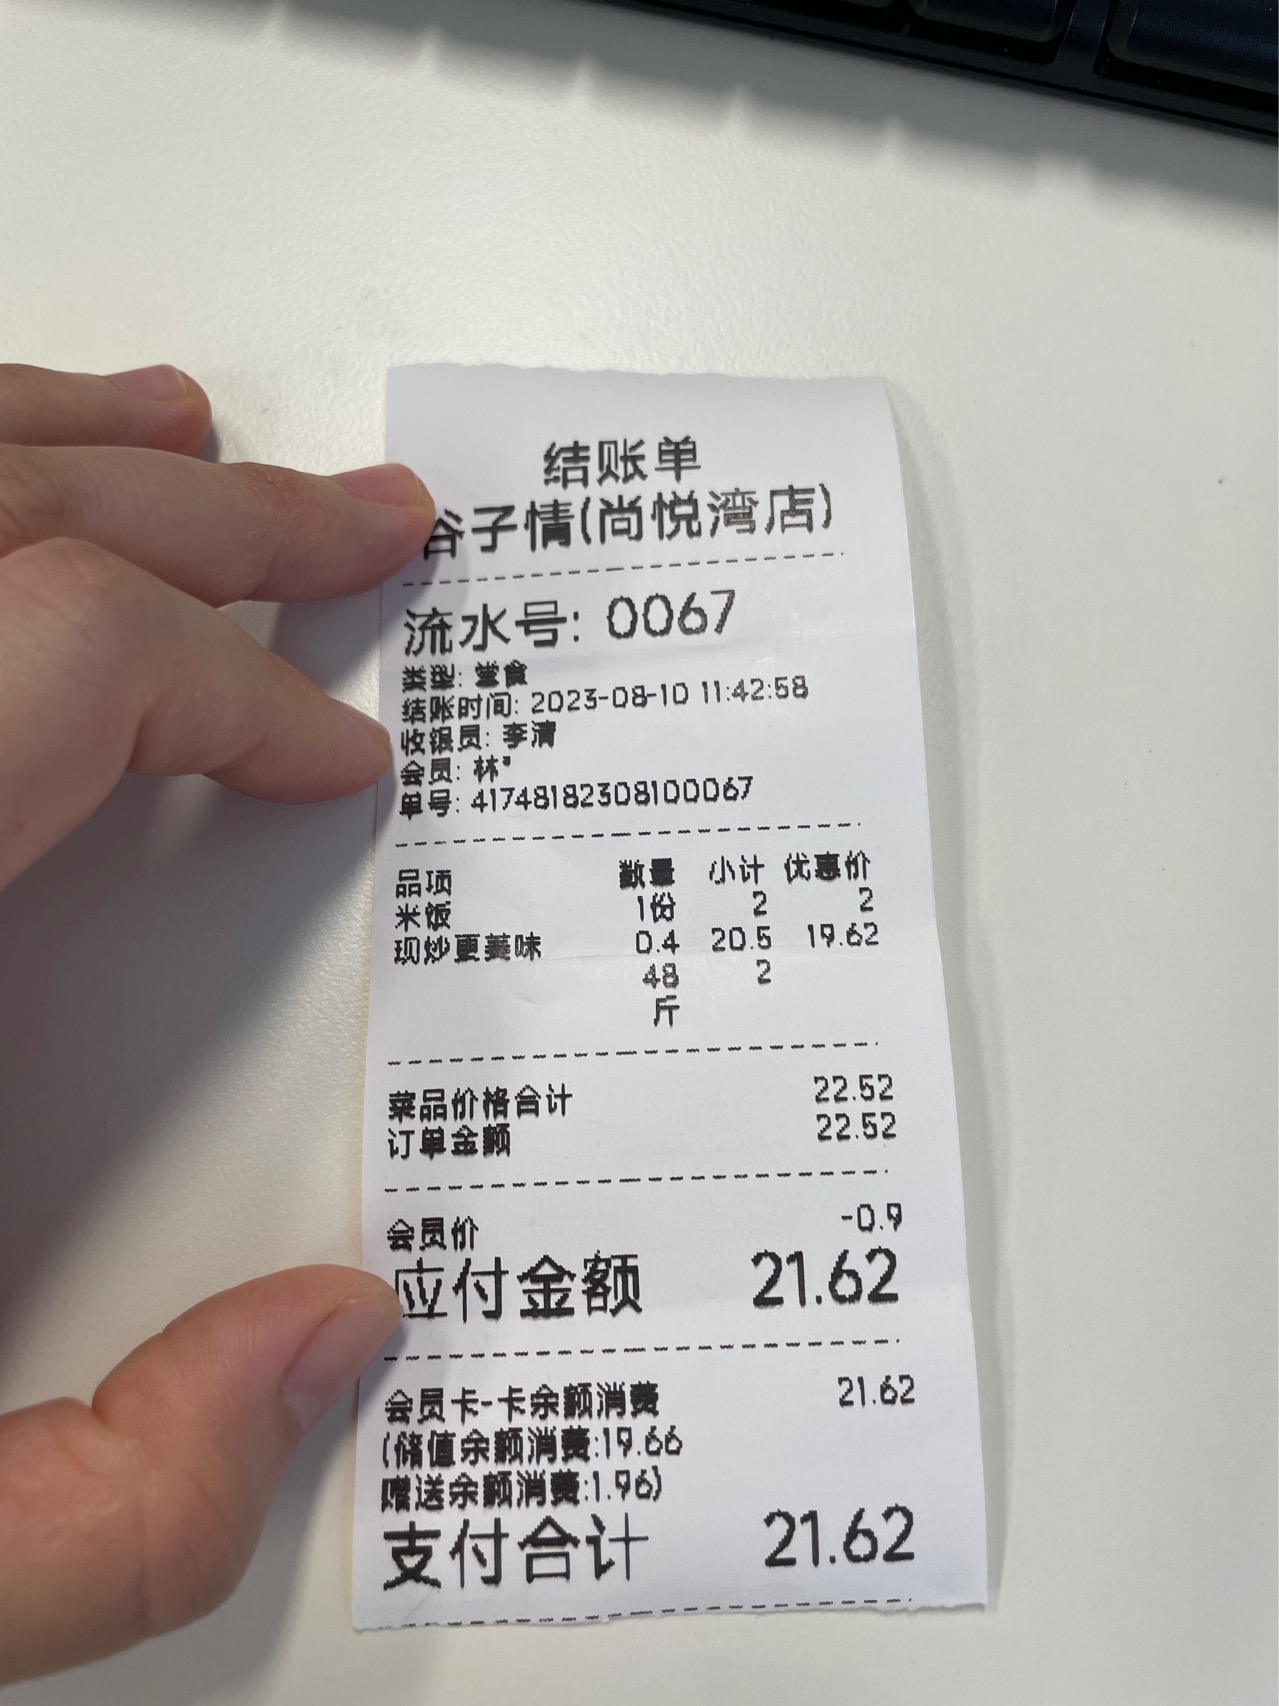 结账单
谷子情(尚悦湾店)
流水号: 0067
类型: 堂食
结账时间: 2023-08-10 11:42:58
收银员: 李清
会员: 林*
单号: 41748182308100067
品项 数量 小计 优惠价
米饭 1份 2 2
现炒更美味 0.4 20.5 19.62
48 2
斤
菜品价格合计 22.52
订单金额 22.52
会员价 -0.9
应付金额 21.62
会员卡-卡余额消费 21.62
(储值余额消费:19.66
赠送余额消费:1.96)
支付合计 21.62